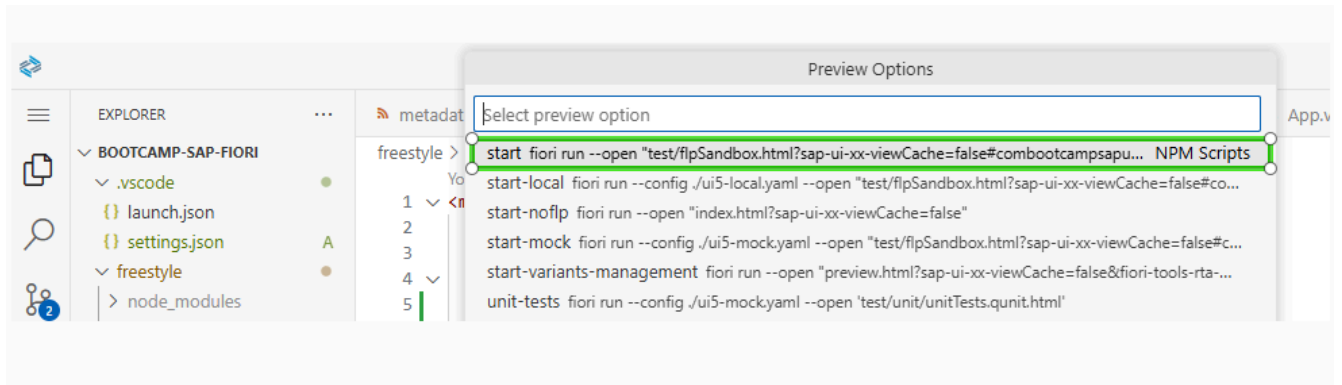 Preview Options
EXPLORER ...
metadat
Select preview option
App.v
BOOTCAMP-SAP-FIORI
freestyle >
start fiori run --open "test/flpSandbox.html?sap-ui-xx-viewCache=false#combootcampsapu... NPM Scripts
.vscode
Yo
start-local fiori run --config ./ui5-local.yaml --open "test/flpSandbox.html?sap-ui-xx-viewCache=false#co...
{} launch.json
1 <m
start-noflp fiori run --open "index.html?sap-ui-xx-viewCache=false"
{} settings.json A
2
start-mock fiori run --config ./ui5-mock.yaml --open "test/flpSandbox.html?sap-ui-xx-viewCache=false#c...
3
freestyle
4
start-variants-management fiori run --open "preview.html?sap-ui-xx-viewCache=false&fiori-tools-rta-...
> node_modules
5
unit-tests fiori run --config ./ui5-mock.yaml --open 'test/unit/unitTests.qunit.html'
2